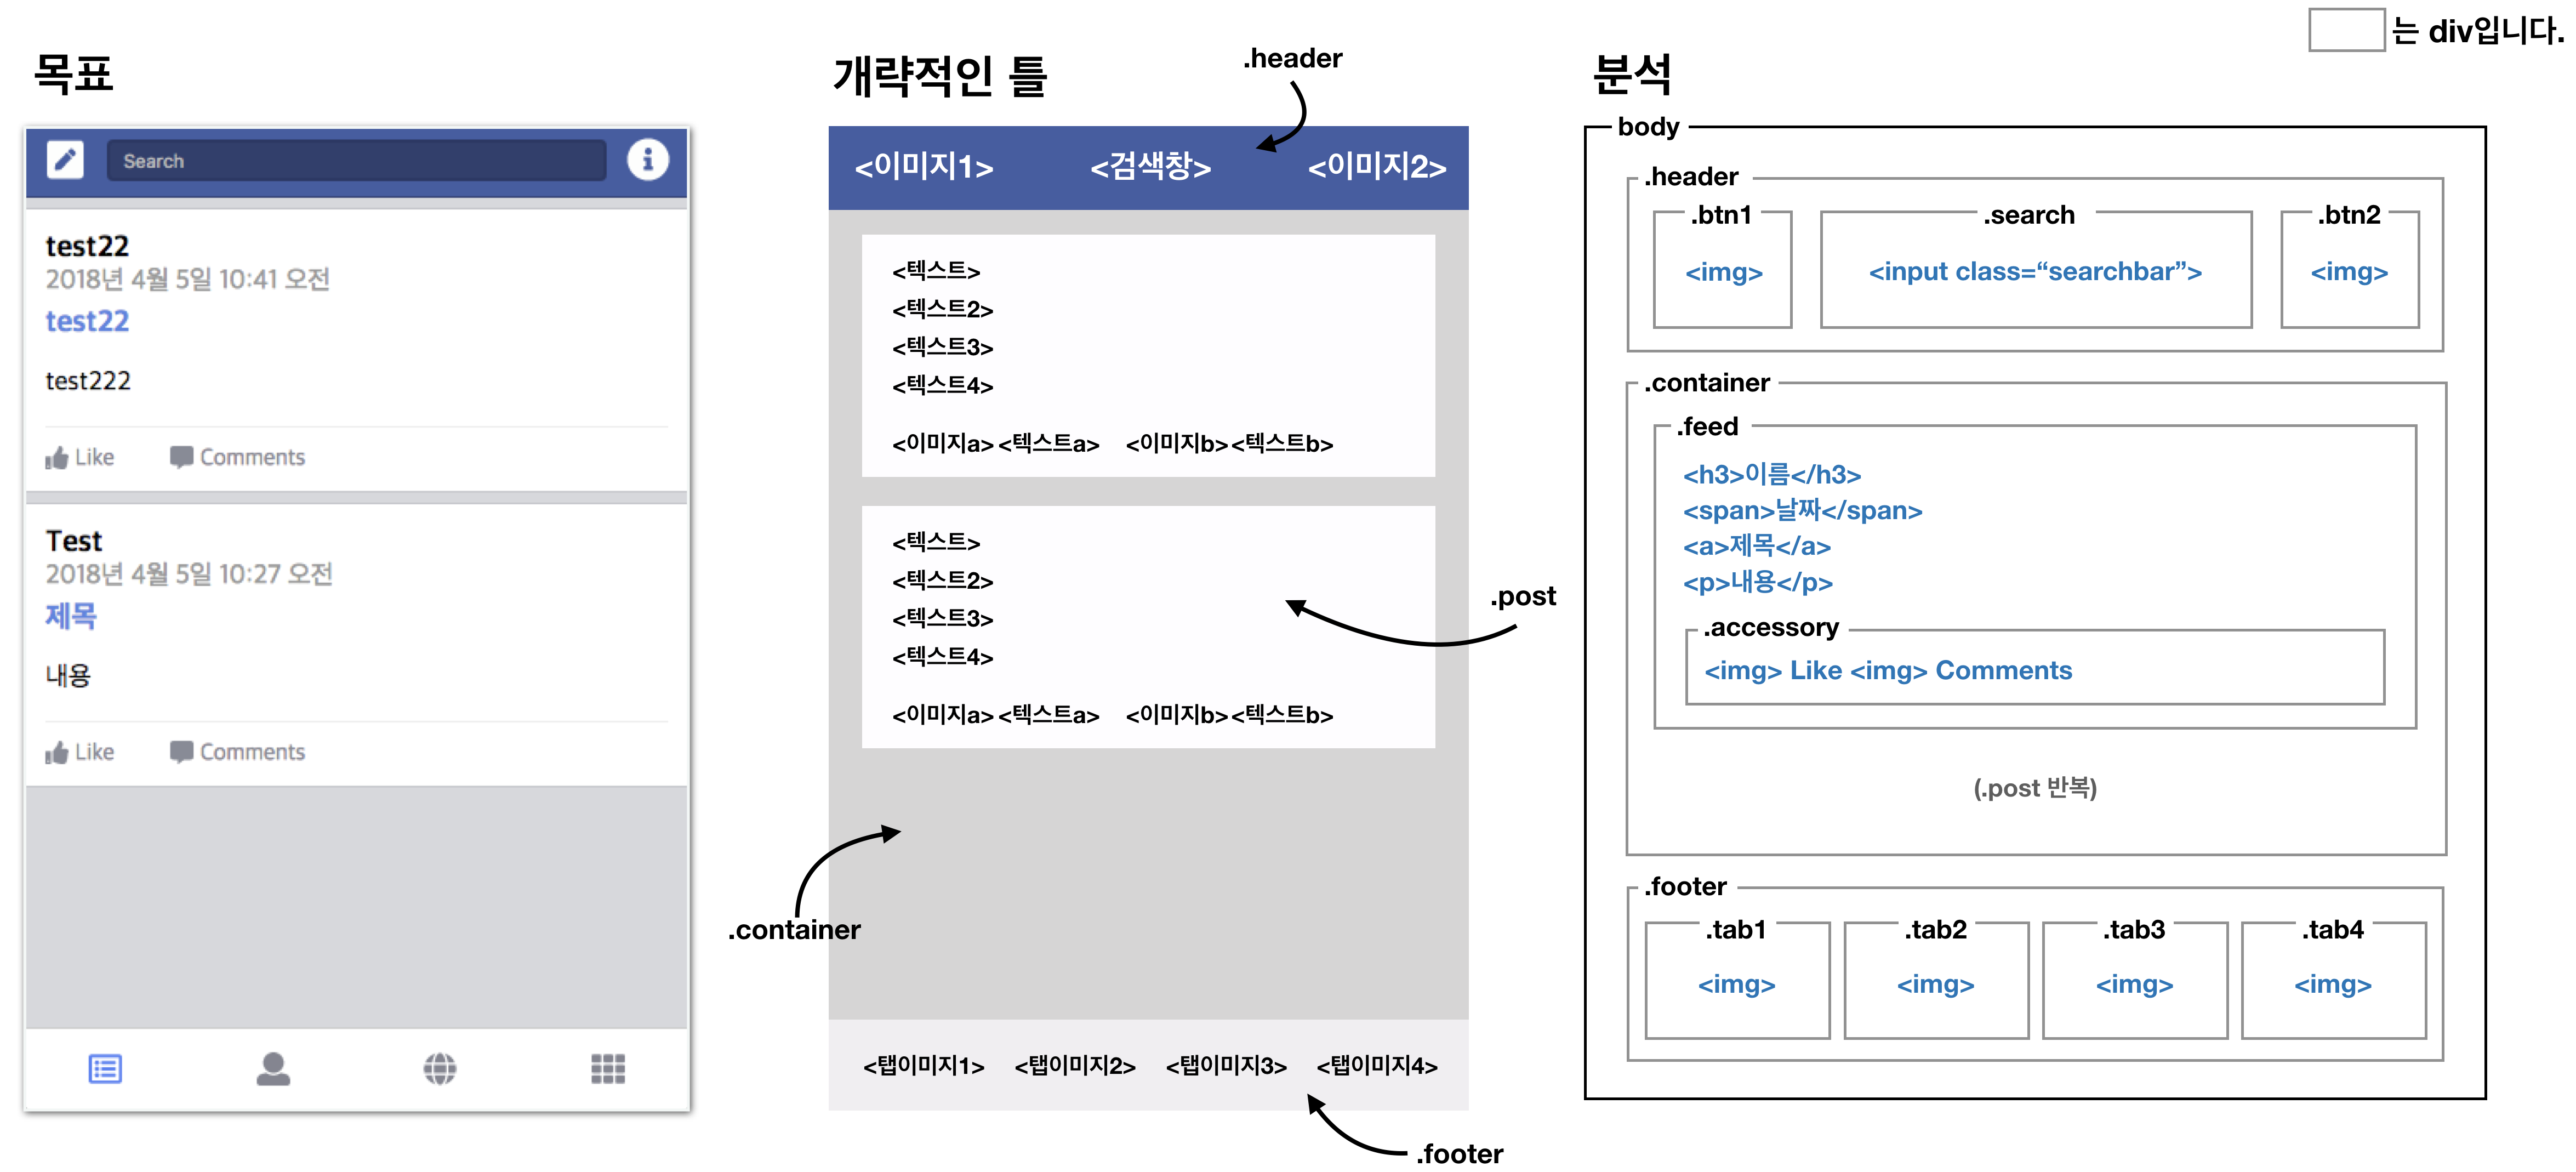 는 div입니다.
목표
Search
test22
2018년 4월 5일 10:41 오전
test22
test222
Like Comments
Test
2018년 4월 5일 10:27 오전
제목
내용
Like Comments
개략적인 틀
.header
<이미지1> <검색창> <이미지2>
<텍스트>
<텍스트2>
<텍스트3>
<텍스트4>
<이미지a> <텍스트a> <이미지b> <텍스트b>
<텍스트>
<텍스트2>
<텍스트3>
<텍스트4>
<이미지a> <텍스트a> <이미지b> <텍스트b>
.post
.container
<탭이미지1> <탭이미지2> <탭이미지3> <탭이미지4>
.footer
분석
body
.header
.btn1 .search .btn2
<img> <input class=“searchbar”> <img>
.container
.feed
<h3>이름</h3>
<span>날짜</span>
<a>제목</a>
<p>내용</p>
.accessory
<img> Like <img> Comments
(.post 반복)
.footer
.tab1 .tab2 .tab3 .tab4
<img> <img> <img> <img>